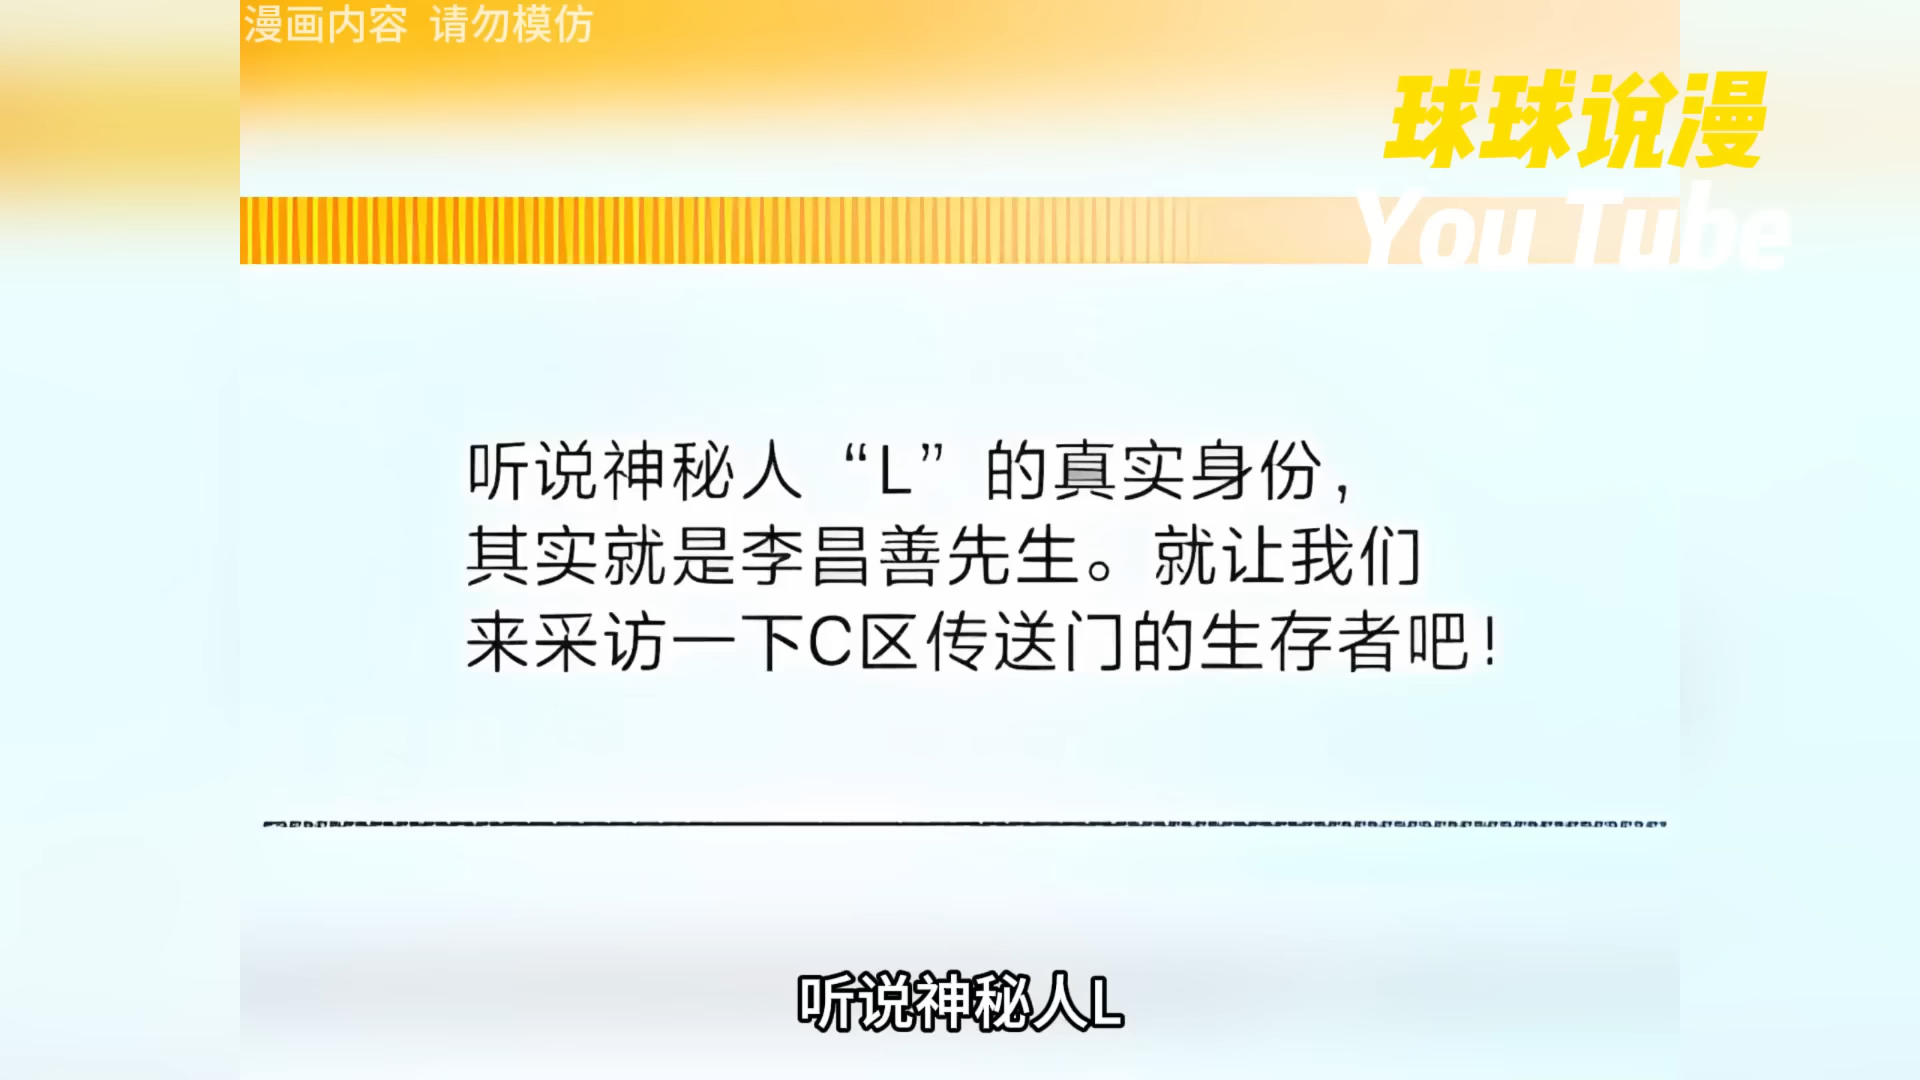 漫画内容 请勿模仿
球球说漫
YouTube
听说神秘人“L”的真实身份，
其实就是李昌善先生。就让我们
来采访一下C区传送门的生存者吧！
听说神秘人L